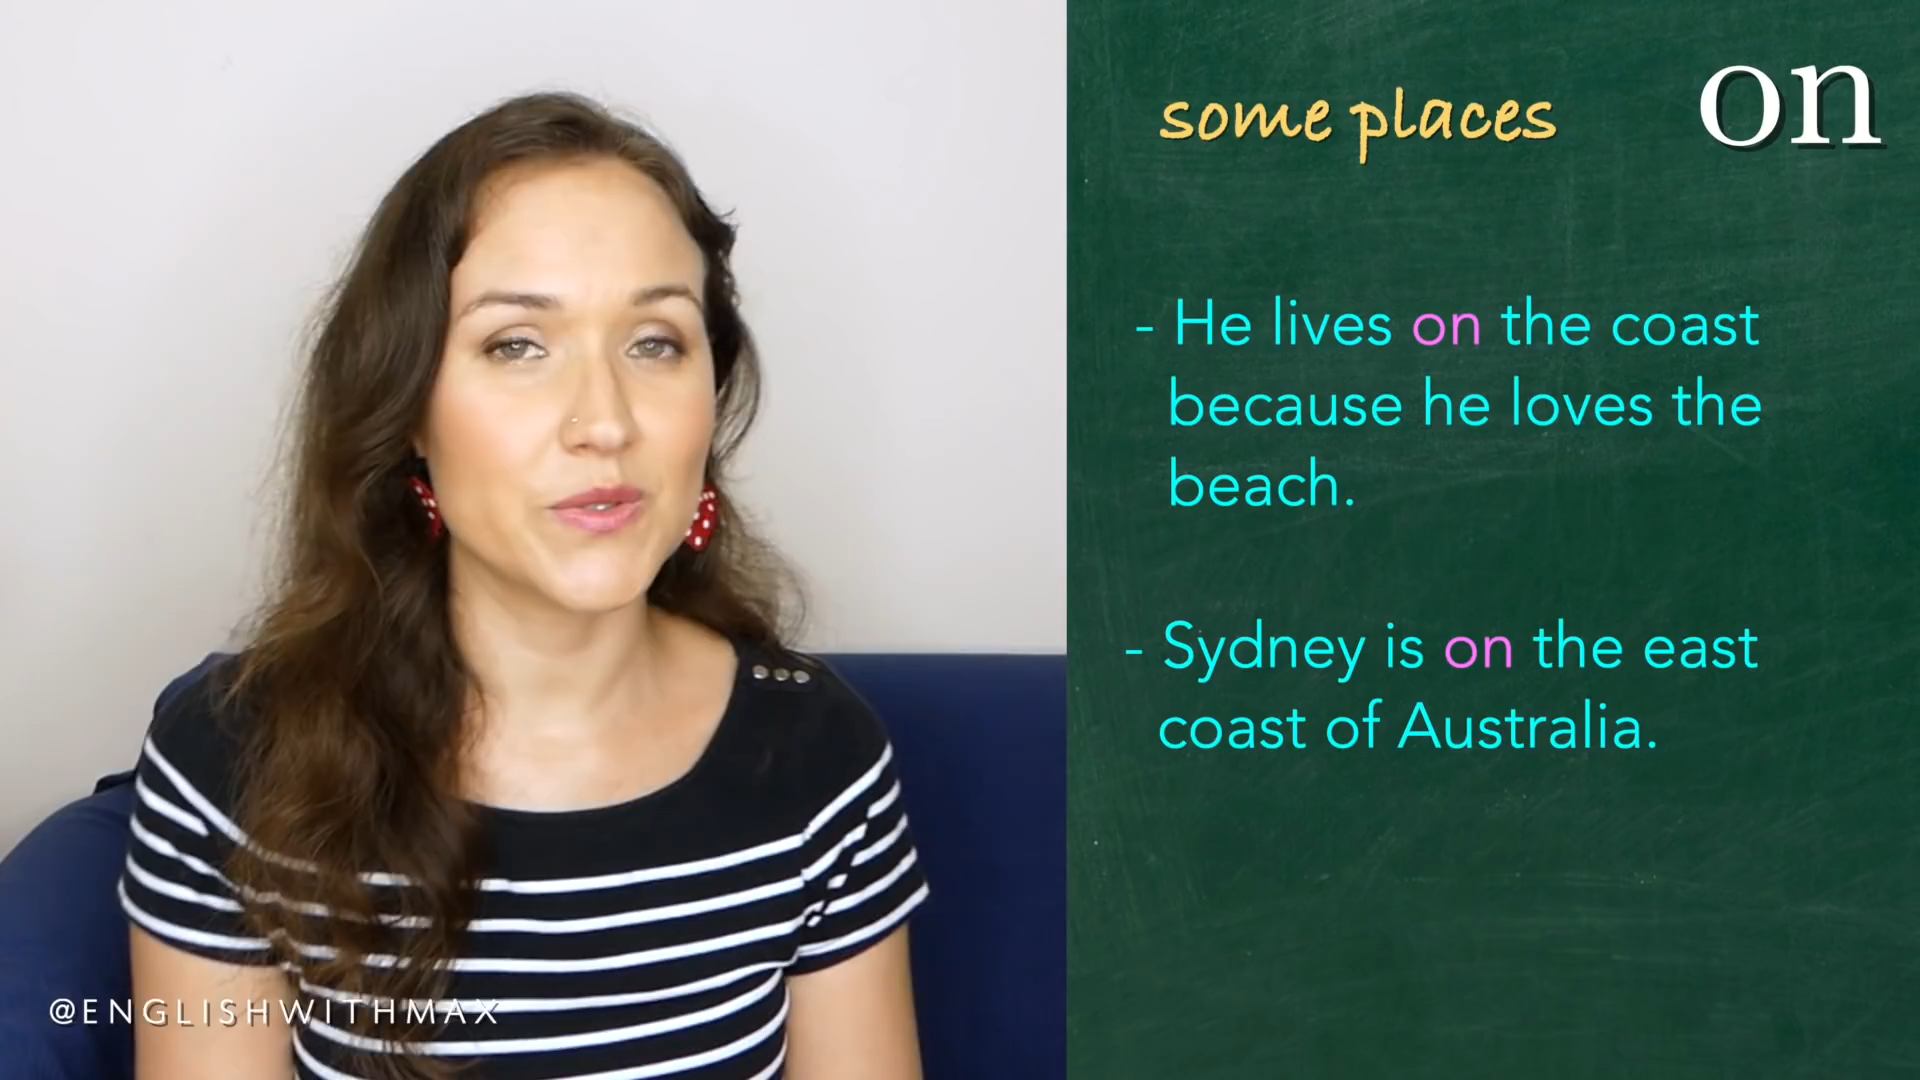 some places
on
- He lives on the coast
because he loves the
beach.
- Sydney is on the east
coast of Australia.
@ENGLISHWITHMAX